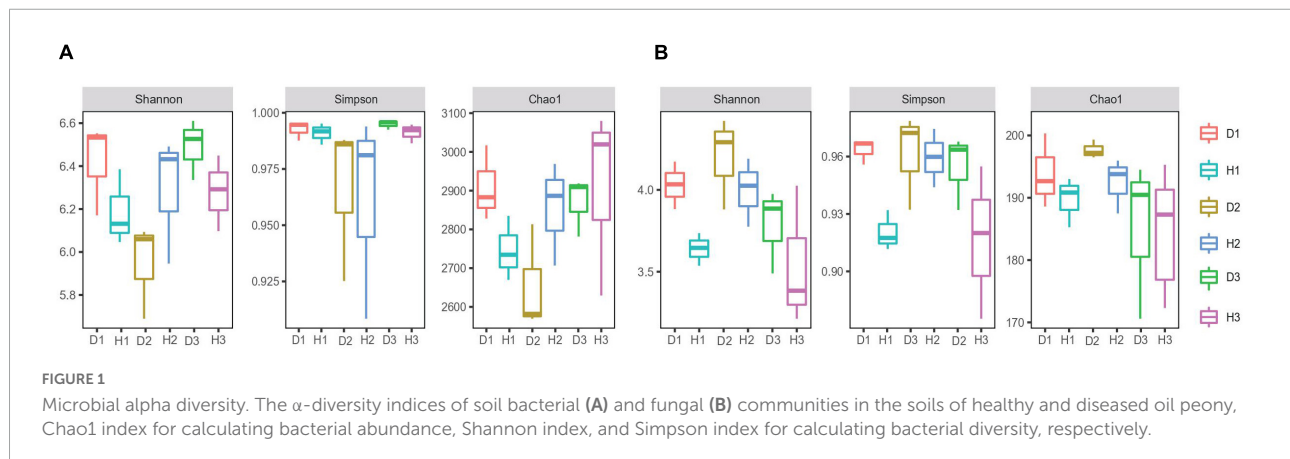 A
B
Shannon
Simpson
Chao1
Shannon
Simpson
Chao1
6.6
6.4
6.2
6.0
5.8
1.000
0.975
0.950
0.925
3100
3000
2900
2800
2700
2600
4.0
3.5
0.96
0.93
0.90
200
190
180
170
D1 H1 D2 H2 D3 H3
D1 H1 D2 H2 D3 H3
D1 H1 D2 H2 D3 H3
D1 H1 D2 H2 D3 H3
D1 H1 D3 H2 D3 H3
D1 H1 D2 H2 D3 H3
D1
H1
D2
H2
D3
H3
FIGURE 1
Microbial alpha diversity. The α-diversity indices of soil bacterial (A) and fungal (B) communities in the soils of healthy and diseased oil peony,
Chao1 index for calculating bacterial abundance, Shannon index, and Simpson index for calculating bacterial diversity, respectively.